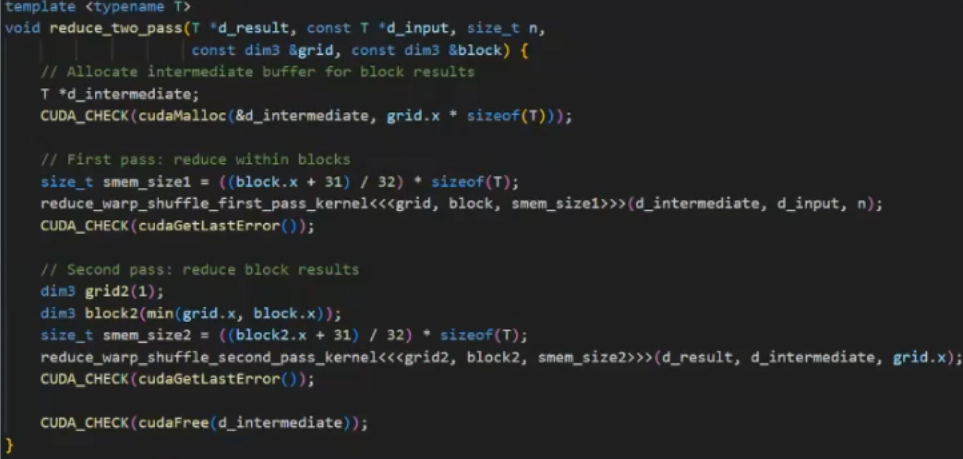 template <typename T>
void reduce_two_pass(T *d_result, const T *d_input, size_t n,
                     const dim3 &grid, const dim3 &block) {
    // Allocate intermediate buffer for block results
    T *d_intermediate;
    CUDA_CHECK(cudaMalloc(&d_intermediate, grid.x * sizeof(T)));

    // First pass: reduce within blocks
    size_t smem_size1 = ((block.x + 31) / 32) * sizeof(T);
    reduce_warp_shuffle_first_pass_kernel<<<grid, block, smem_size1>>>(d_intermediate, d_input, n);
    CUDA_CHECK(cudaGetLastError());

    // Second pass: reduce block results
    dim3 grid2(1);
    dim3 block2(min(grid.x, block.x));
    size_t smem_size2 = ((block2.x + 31) / 32) * sizeof(T);
    reduce_warp_shuffle_second_pass_kernel<<<grid2, block2, smem_size2>>>(d_result, d_intermediate, grid.x);
    CUDA_CHECK(cudaGetLastError());

    CUDA_CHECK(cudaFree(d_intermediate));
}